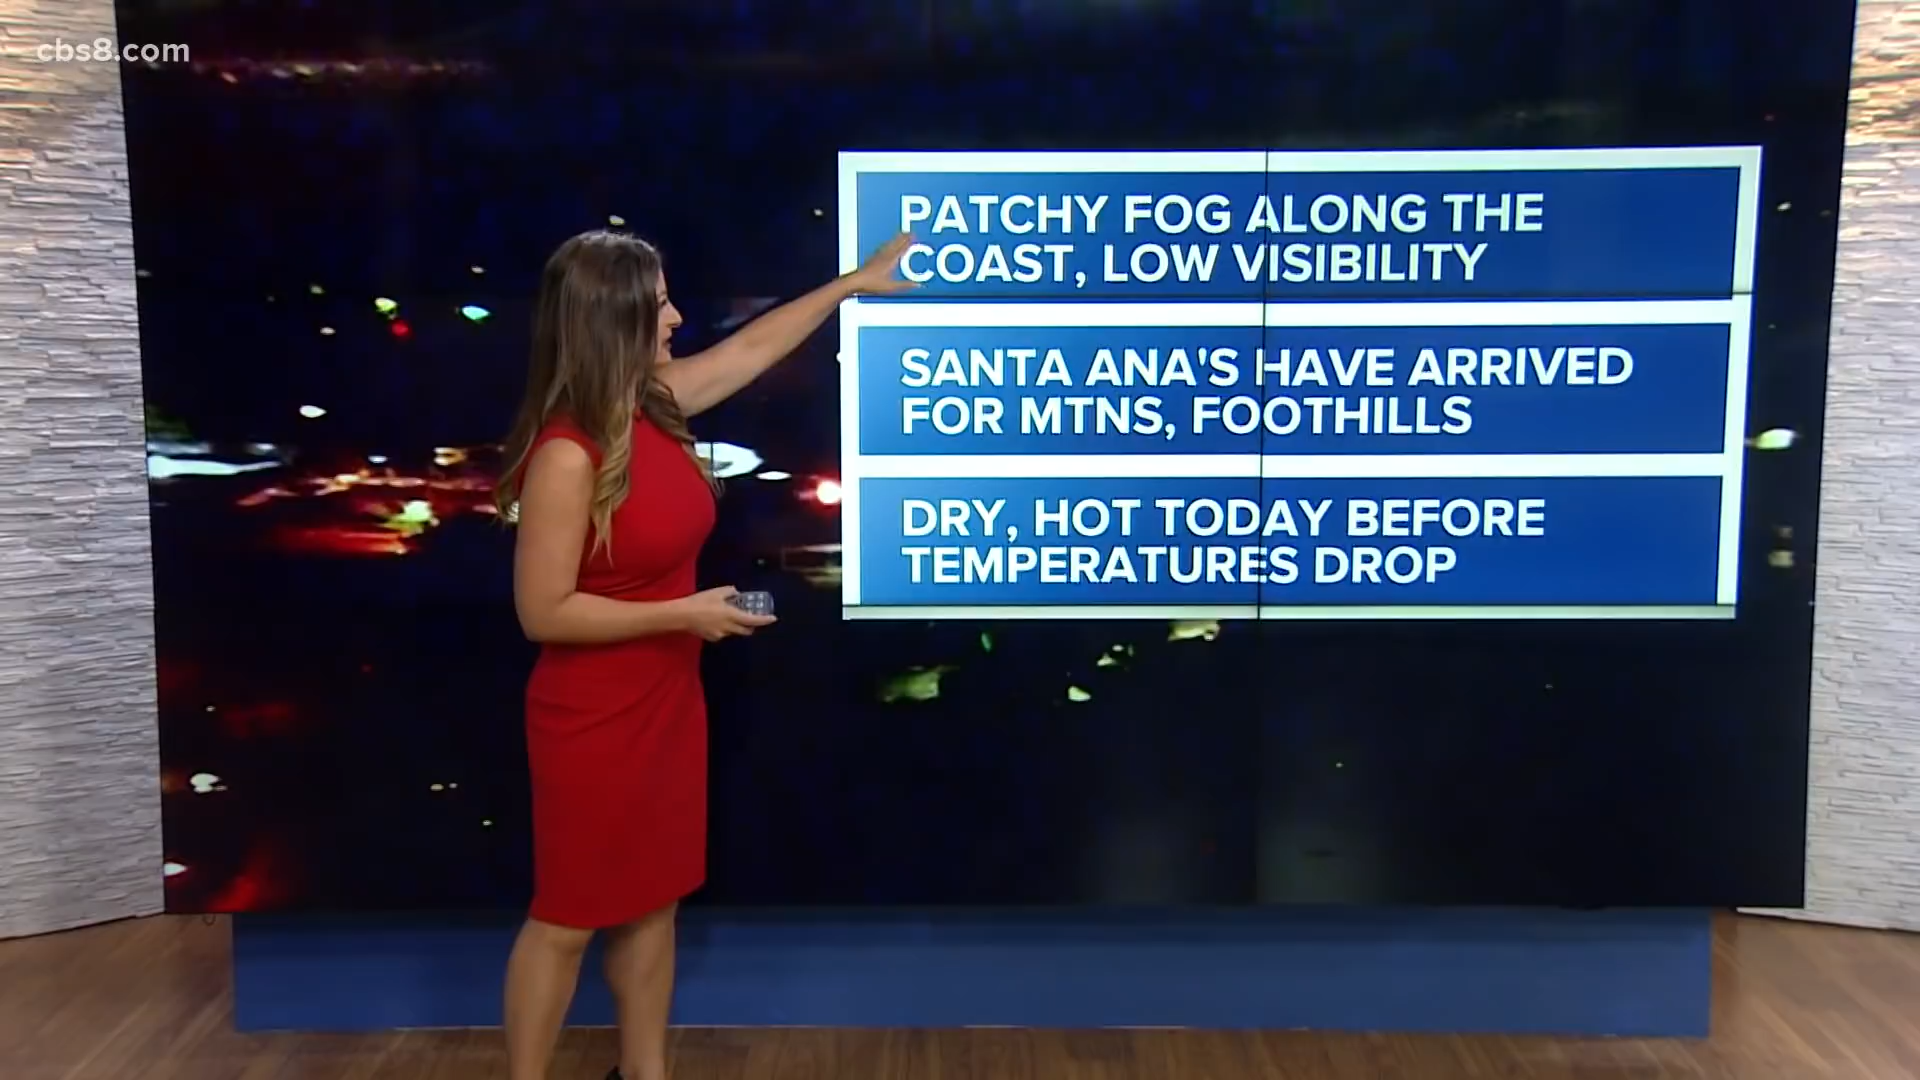 cbs8.com
PATCHY FOG ALONG THE
COAST, LOW VISIBILITY
SANTA ANA'S HAVE ARRIVED
FOR MTNS, FOOTHILLS
DRY, HOT TODAY BEFORE
TEMPERATURES DROP